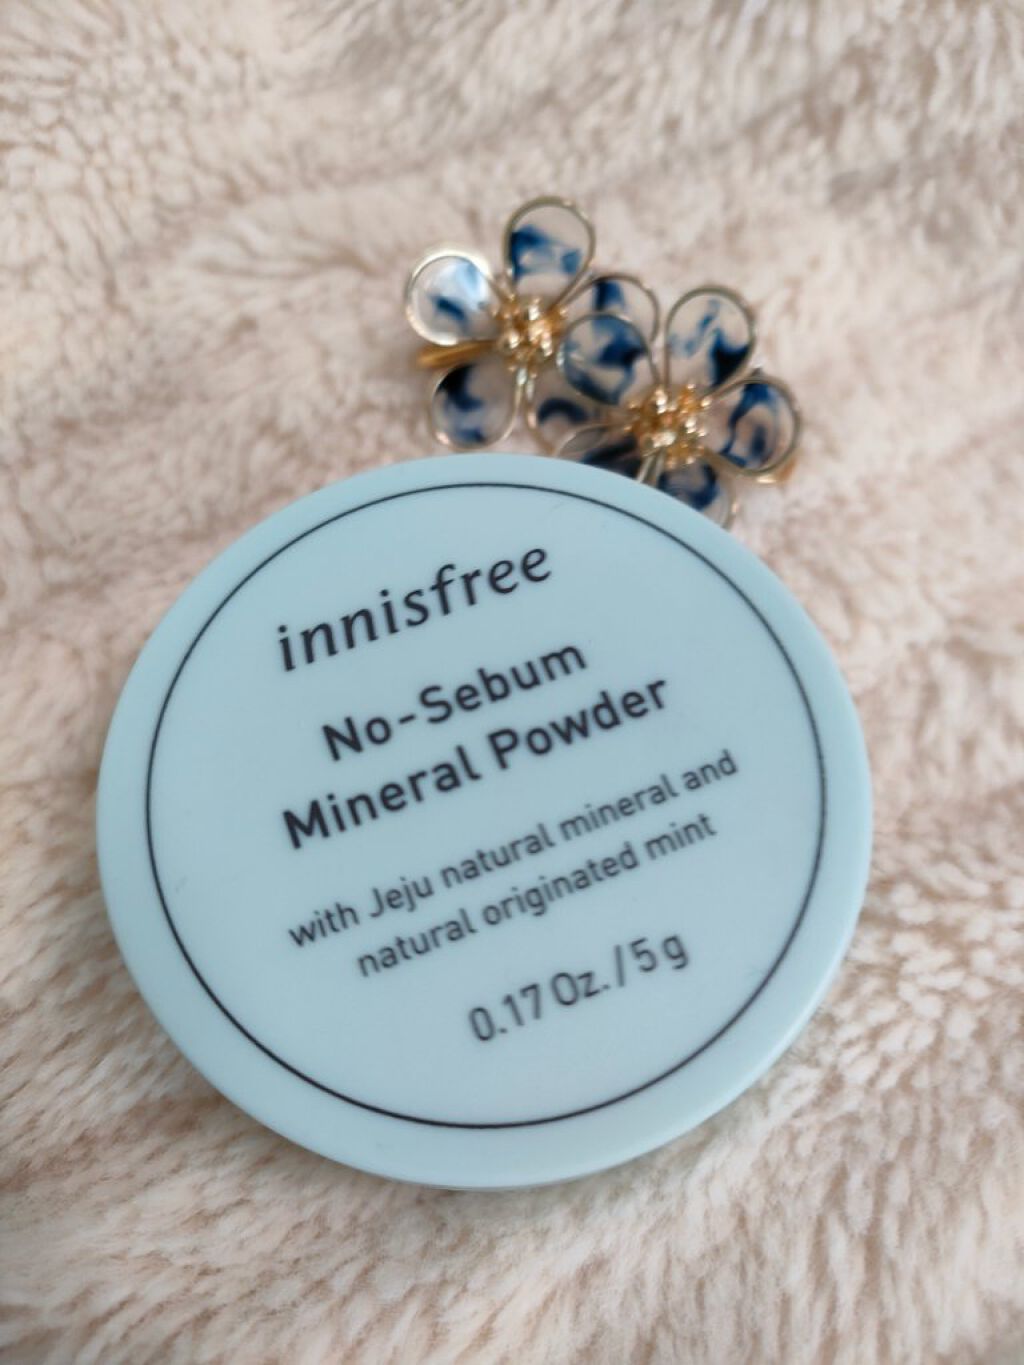 innisfree
No-Sebum
Mineral Powder
with Jeju natural mineral and
natural originated mint
0.17 Oz./5 g